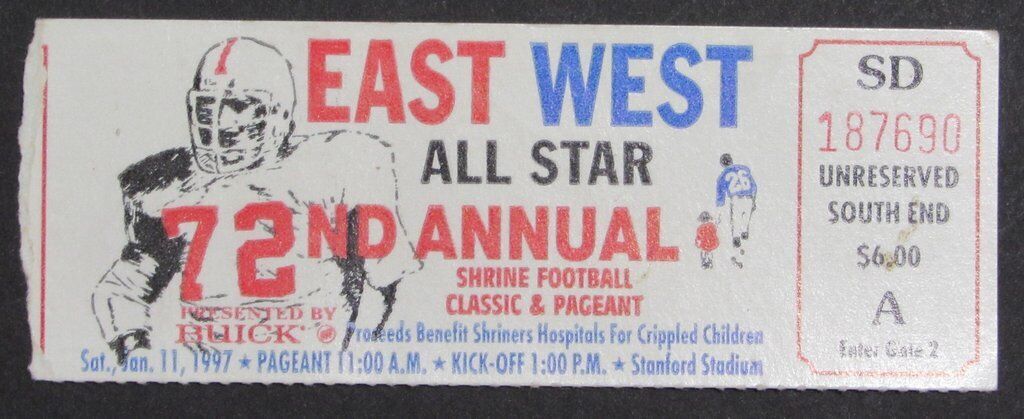 EAST WEST
ALL STAR
72ND ANNUAL
SHRINE FOOTBALL
CLASSIC & PAGEANT
PRESENTED BY
BUICK
Proceeds Benefit Shriners Hospitals For Crippled Children
Sat., Jan. 11, 1997 ★ PAGEANT 11:00 A.M. ★ KICK-OFF 1:00 P.M. ★ Stanford Stadium
25
SD
187690
UNRESERVED
SOUTH END
$6.00
A
Enter Gate 2